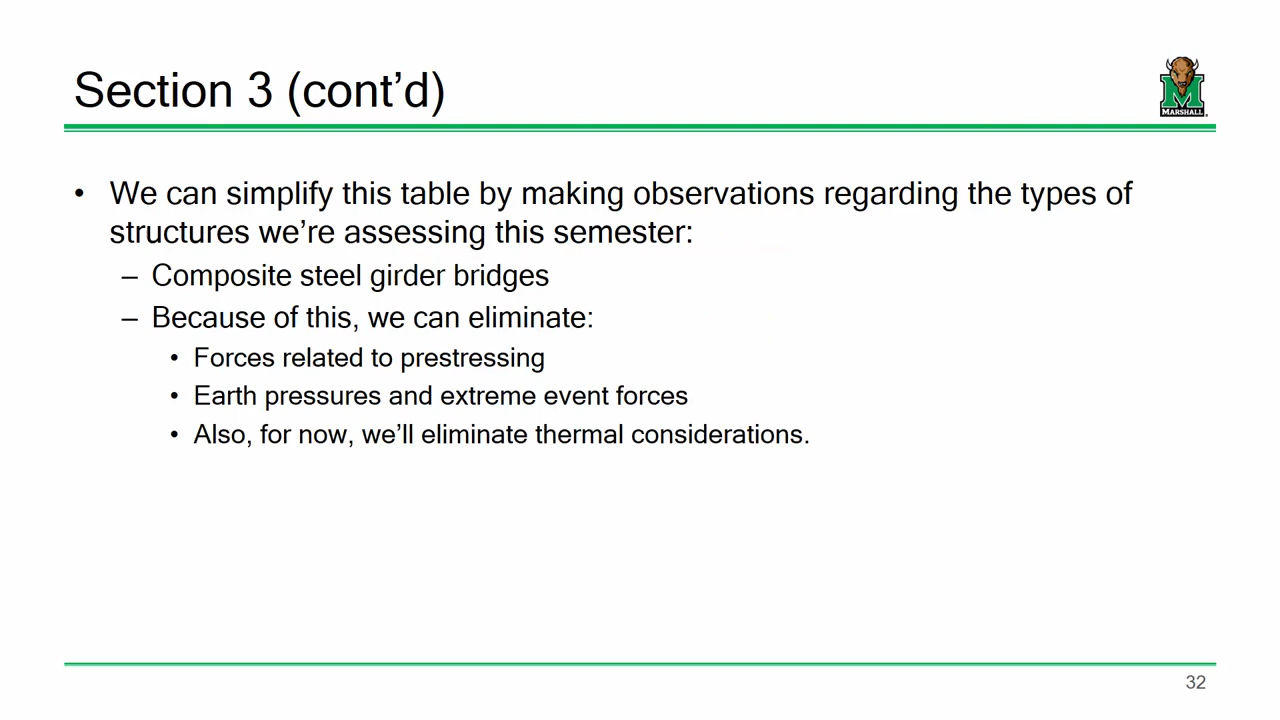 Section 3 (cont’d)
M
MARSHALL
• We can simplify this table by making observations regarding the types of
structures we’re assessing this semester:
– Composite steel girder bridges
– Because of this, we can eliminate:
• Forces related to prestressing
• Earth pressures and extreme event forces
• Also, for now, we’ll eliminate thermal considerations.
32